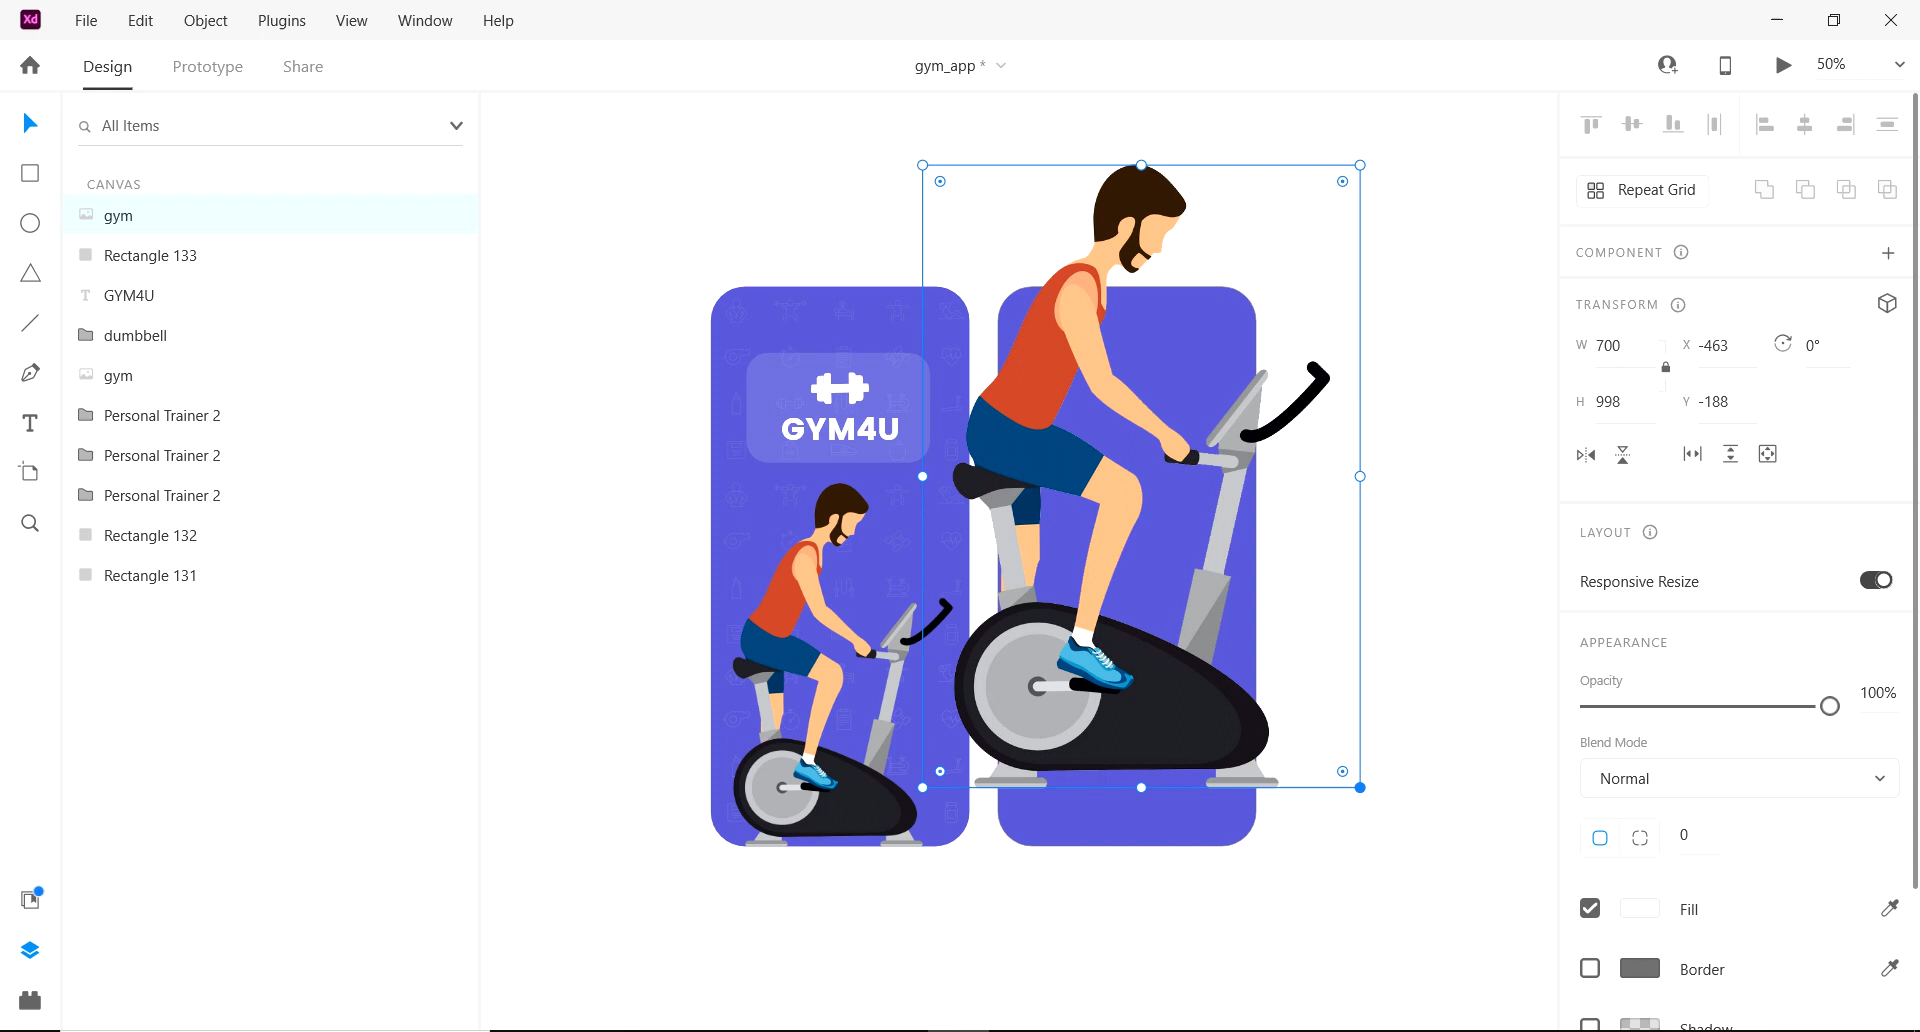 Xd File Edit Object Plugins View Window Help
Design Prototype Share gym_app * 50%
All Items
CANVAS
gym
Rectangle 133
GYM4U
dumbbell
gym
Personal Trainer 2
Personal Trainer 2
Personal Trainer 2
Rectangle 132
Rectangle 131
GYM4U
Repeat Grid
COMPONENT
TRANSFORM
W 700 X -463 0°
H 998 Y -188
LAYOUT
Responsive Resize
APPEARANCE
Opacity
100%
Blend Mode
Normal
0
Fill
Border
Shadow